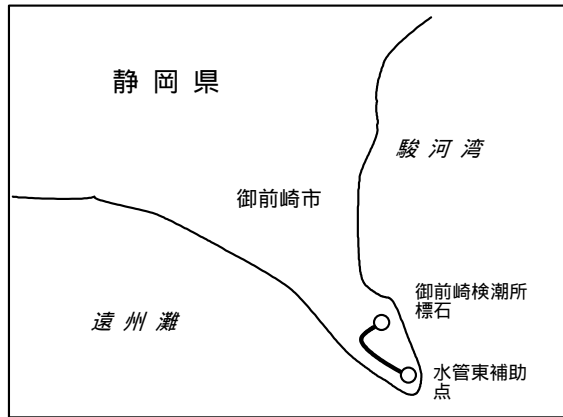 静岡県
駿河湾
御前崎市
御前崎検潮所
標石
遠州灘
水管東補助
点